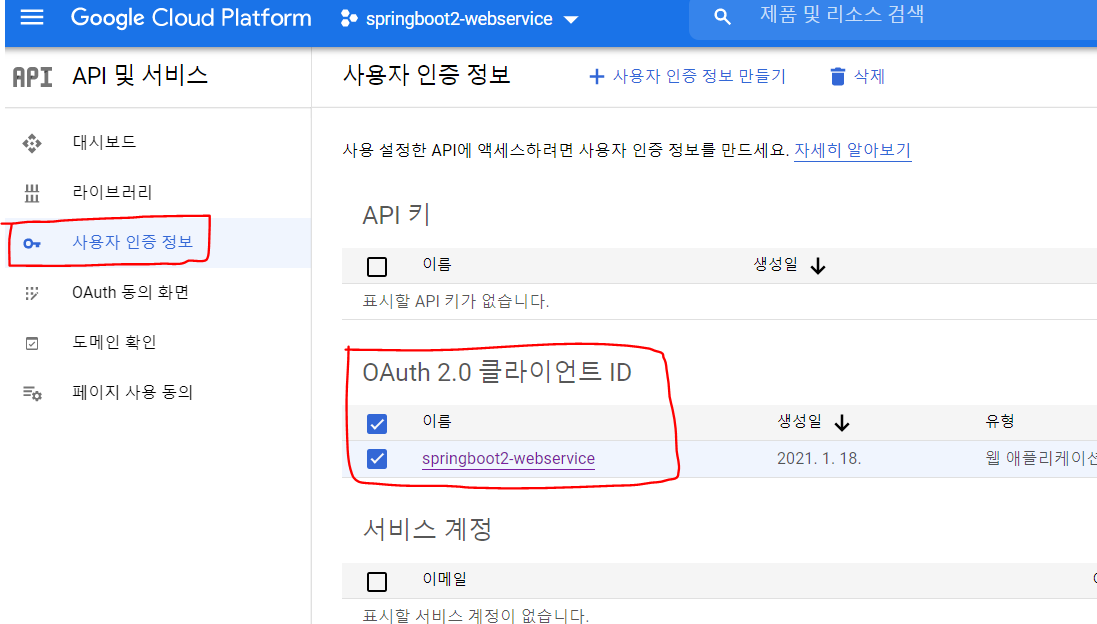 Google Cloud Platform springboot2-webservice 제품 및 리소스 검색
API API 및 서비스
대시보드
라이브러리
사용자 인증 정보
OAuth 동의 화면
도메인 확인
페이지 사용 동의
사용자 인증 정보 + 사용자 인증 정보 만들기 삭제
사용 설정한 API에 액세스하려면 사용자 인증 정보를 만드세요. 자세히 알아보기
API 키
이름 생성일
표시할 API 키가 없습니다.
OAuth 2.0 클라이언트 ID
이름 생성일 유형
springboot2-webservice 2021. 1. 18. 웹 애플리케이션
서비스 계정
이메일
표시할 서비스 계정이 없습니다.